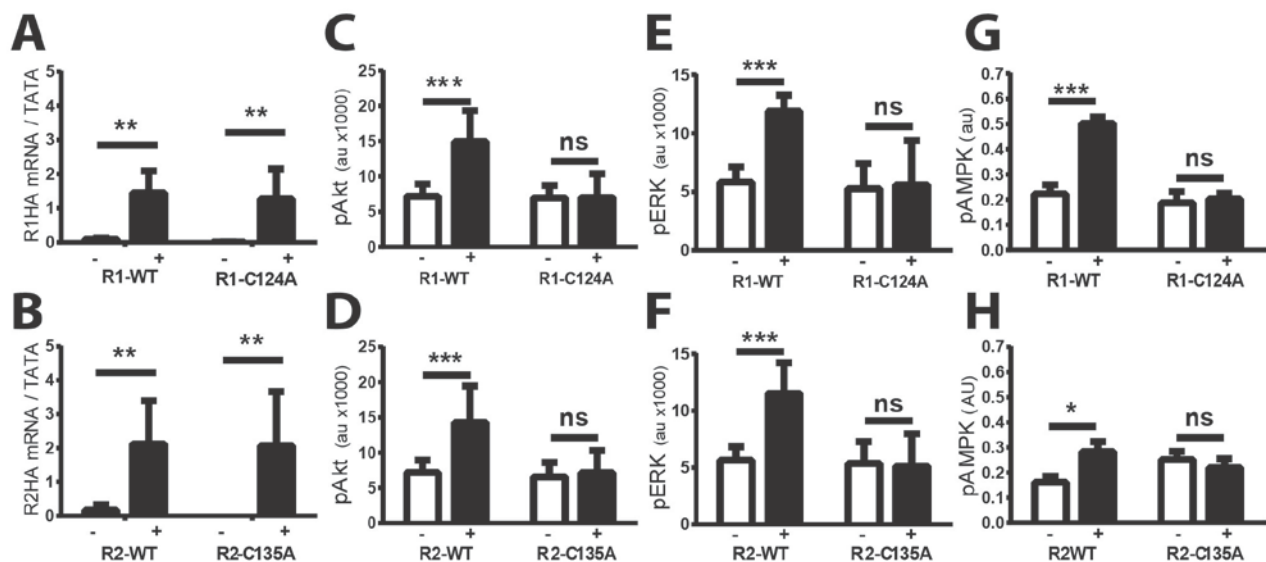 A
R1HA mRNA / TATA
5
4
3
2
1
0
**
**
- + - +
R1-WT R1-C124A
C
pAkt (au x1000)
25
20
15
10
5
0
***
ns
- + - +
R1-WT R1-C124A
E
pERK (au x1000)
15
10
5
0
***
ns
- + - +
R1-WT R1-C124A
G
pAMPK (au)
0.7
0.6
0.5
0.4
0.3
0.2
0.1
0.0
***
ns
- + - +
R1-WT R1-C124A
B
R2HA mRNA / TATA
5
4
3
2
1
0
**
**
- + - +
R2-WT R2-C135A
D
pAkt (au x1000)
25
20
15
10
5
0
***
ns
- + - +
R2-WT R2-C135A
F
pERK (au x1000)
15
10
5
0
***
ns
- + - +
R2-WT R2-C135A
H
pAMPK (AU)
0.7
0.6
0.5
0.4
0.3
0.2
0.1
0.0
*
ns
- + - +
R2WT R2-C135A